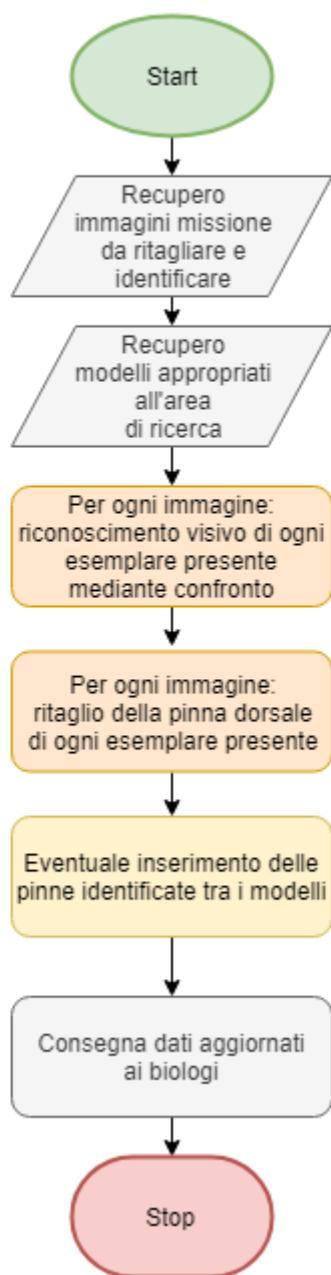 Start
Recupero
immagini missione
da ritagliare e
identificare
Recupero
modelli appropriati
all'area
di ricerca
Per ogni immagine:
riconoscimento visivo di ogni
esemplare presente
mediante confronto
Per ogni immagine:
ritaglio della pinna dorsale
di ogni esemplare presente
Eventuale inserimento delle
pinne identificate tra i modelli
Consegna dati aggiornati
ai biologi
Stop